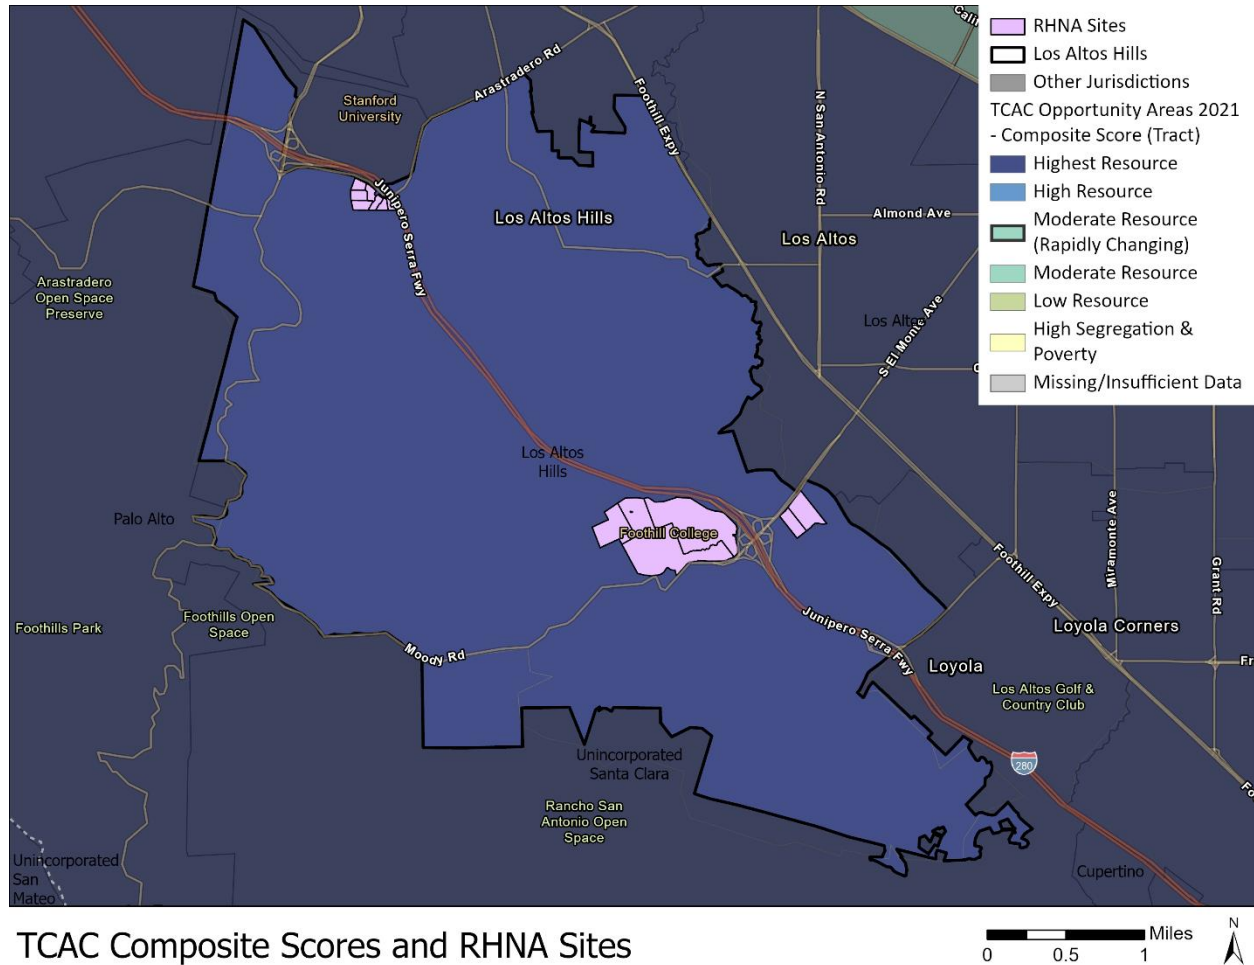 RHNA Sites
Los Altos Hills
Other Jurisdictions
TCAC Opportunity Areas 2021
- Composite Score (Tract)
Highest Resource
High Resource
Moderate Resource
(Rapidly Changing)
Moderate Resource
Low Resource
High Segregation &
Poverty
Missing/Insufficient Data
Stanford
University
Arastradero Rd
Foothill Expy
N San Antonio Rd
Junipero Serra Fwy
Los Altos Hills
Almond Ave
Los Altos
Arastradero
Open Space
Preserve
Los Altos
S El Monte Ave
Los Altos
Hills
Palo Alto
Foothill College
Foothill Expy
Miramonte Ave
Grant Rd
Foothills Park
Foothills Open
Space
Moody Rd
Junipero Serra Fwy
Loyola Corners
Loyola
Los Altos Golf &
Country Club
Unincorporated
Santa Clara
280
Rancho San
Antonio Open
Space
Unincorporated
San
Mateo
Cupertino
TCAC Composite Scores and RHNA Sites
0 0.5 1 Miles
N